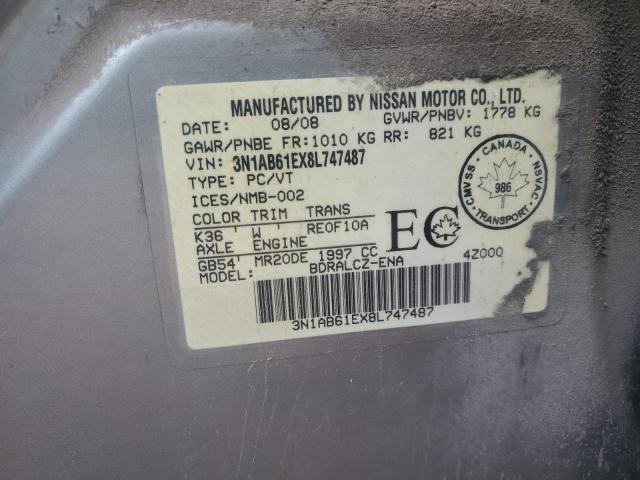 MANUFACTURED BY NISSAN MOTOR CO., LTD.
DATE: 08/08 GVWR/PNBV: 1778 KG
GAWR/PNBE FR: 1010 KG RR: 821 KG
VIN: 3N1AB61EX8L747487
TYPE: PC/VT
ICES/NMB-002
COLOR TRIM TRANS
K36 W RE0F10A
AXLE ENGINE
GB54 MR20DE 1997 CC
MODEL: BDRALCZ-ENA 4Z000
EC
3N1AB61EX8L747487
CANADA
CMVSS
NSVAC
986
TRANSPORT